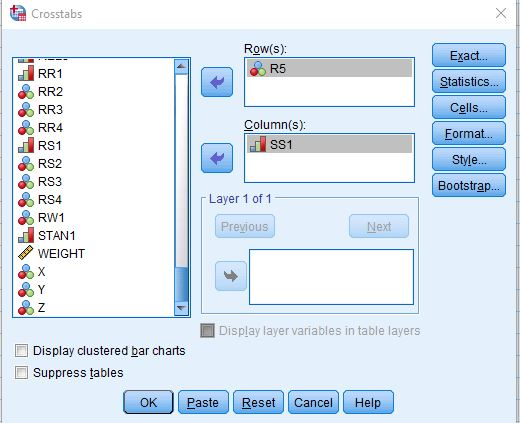 Crosstabs
RR1
RR2
RR3
RR4
RS1
RS2
RS3
RS4
RW1
STAN1
WEIGHT
X
Y
Z
Row(s):
R5
Column(s):
SS1
Layer 1 of 1
Previous
Next
Display layer variables in table layers
Exact...
Statistics...
Cells...
Format...
Style...
Bootstrap...
Display clustered bar charts
Suppress tables
OK Paste Reset Cancel Help